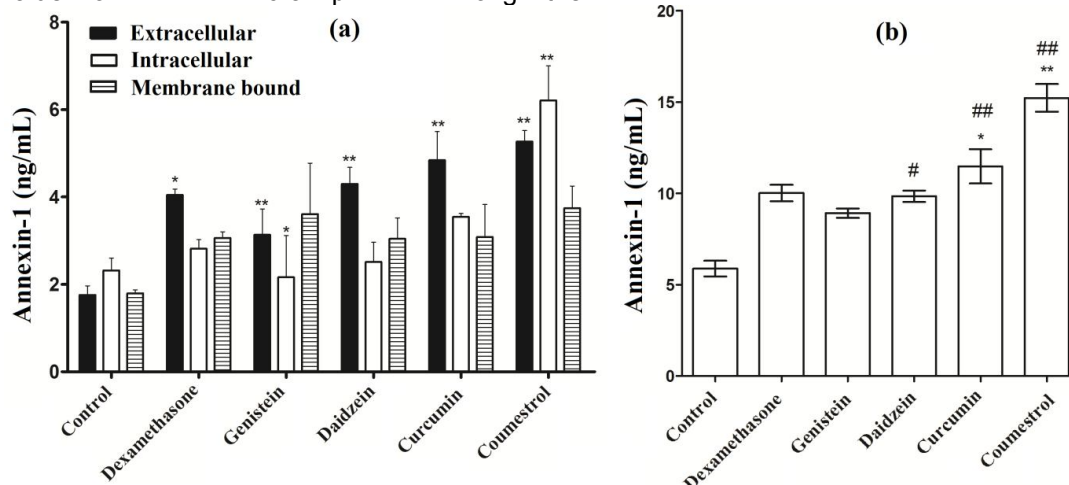 (a)
Extracellular
Intracellular
Membrane bound
Annexin-1 (ng/mL)
8
6
4
2
0
*
**
*
**
**
**
**
Control
Dexamethasone
Genistein
Daidzein
Curcumin
Coumestrol
(b)
Annexin-1 (ng/mL)
20
15
10
5
0
#
##
*
##
**
Control
Dexamethasone
Genistein
Daidzein
Curcumin
Coumestrol